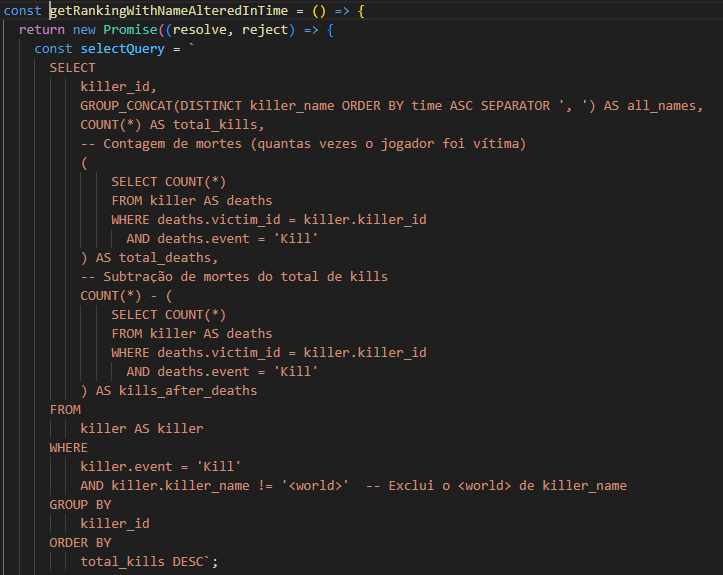 const getRankingWithNameAlteredInTime = () => {
return new Promise((resolve, reject) => {
const selectQuery = `
SELECT
killer_id,
GROUP_CONCAT(DISTINCT killer_name ORDER BY time ASC SEPARATOR ', ') AS all_names,
COUNT(*) AS total_kills,
-- Contagem de mortes (quantas vezes o jogador foi vítima)
(
SELECT COUNT(*)
FROM killer AS deaths
WHERE deaths.victim_id = killer.killer_id
AND deaths.event = 'Kill'
) AS total_deaths,
-- Subtração de mortes do total de kills
COUNT(*) - (
SELECT COUNT(*)
FROM killer AS deaths
WHERE deaths.victim_id = killer.killer_id
AND deaths.event = 'Kill'
) AS kills_after_deaths
FROM
killer AS killer
WHERE
killer.event = 'Kill'
AND killer.killer_name != '<world>'  -- Exclui o <world> de killer_name
GROUP BY
killer_id
ORDER BY
total_kills DESC`;